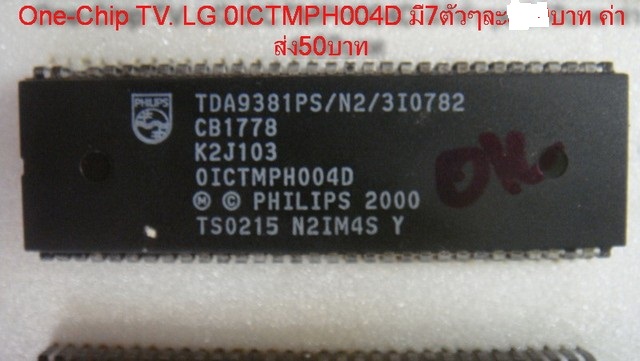 One-Chip TV. LG 0ICTMPH004D มี7ตัวๆละ บาท ค่า
ส่ง50บาท
PHILIPS
TDA9381PS/N2/3I0782
CB1778
K2J103
0ICTMPH004D
Ⓜ © PHILIPS 2000
TS0215 N2IM4S Y